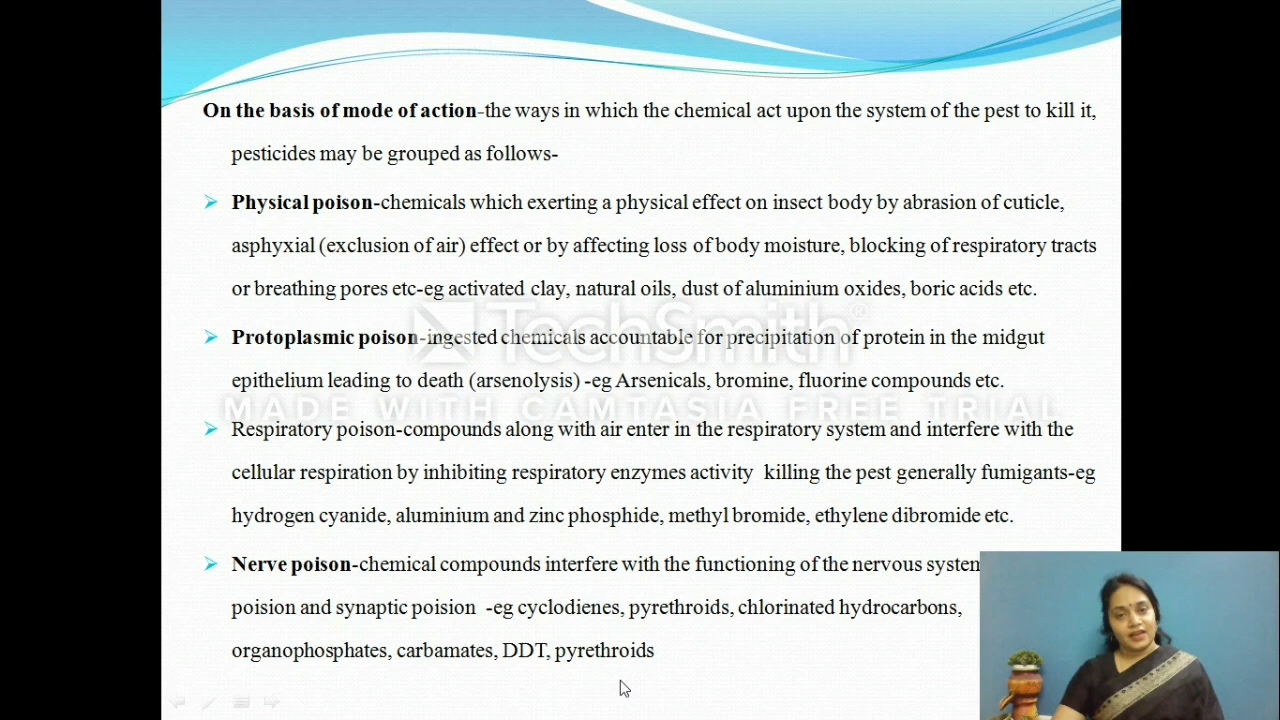 On the basis of mode of action-the ways in which the chemical act upon the system of the pest to kill it,
pesticides may be grouped as follows-
Physical poison-chemicals which exerting a physical effect on insect body by abrasion of cuticle,
asphyxial (exclusion of air) effect or by affecting loss of body moisture, blocking of respiratory tracts
or breathing pores etc-eg activated clay, natural oils, dust of aluminium oxides, boric acids etc.
TechSmith®
Protoplasmic poison-ingested chemicals accountable for precipitation of protein in the midgut
epithelium leading to death (arsenolysis) -eg Arsenicals, bromine, fluorine compounds etc.
MADE WITH CAMTASIA FREE TRIAL
Respiratory poison-compounds along with air enter in the respiratory system and interfere with the
cellular respiration by inhibiting respiratory enzymes activity killing the pest generally fumigants-eg
hydrogen cyanide, aluminium and zinc phosphide, methyl bromide, ethylene dibromide etc.
Nerve poison-chemical compounds interfere with the functioning of the nervous
poision and synaptic poision -eg cyclodienes, pyrethroids, chlorinated hydrocarbons,
organophosphates, carbamates, DDT, pyrethroids